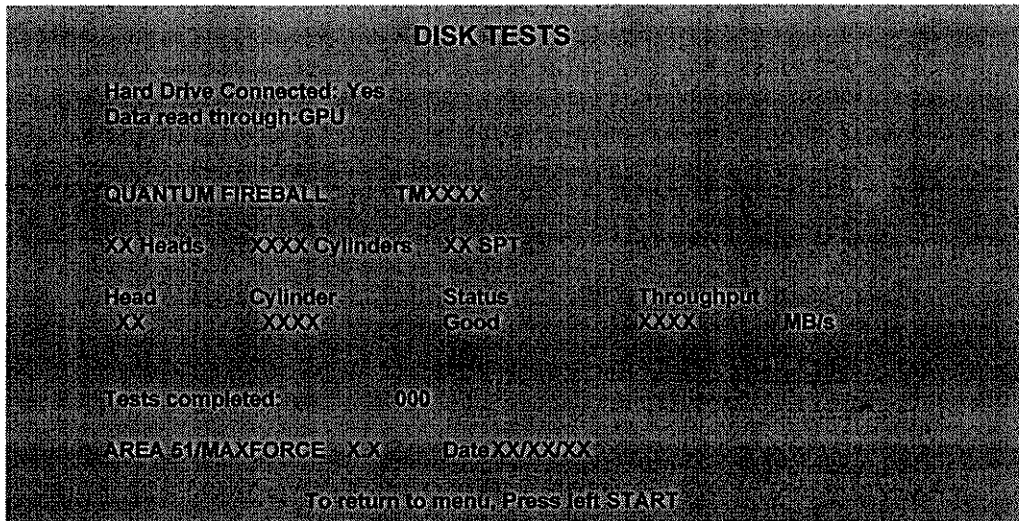 DISK TESTS
Hard Drive Connected: Yes
Data read through GPU
QUANTUM FIREBALL TMXXXX
XX Heads XXXX Cylinders XX SPT
Head Cylinder Status Throughput
XX XXXX Good XXXX MB/s
Tests completed: 000
AREA 51/MAXFORCE X.X Date XX/XX/XX
To return to menu, Press left START